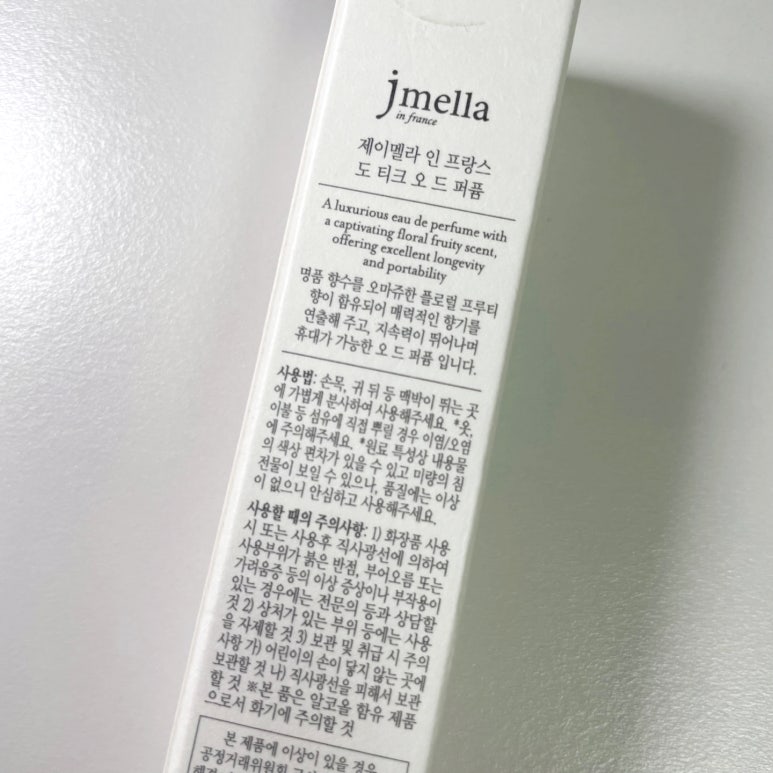 jmella
in france
제이멜라 인 프랑스
도 티크 오 드 퍼퓸
A luxurious eau de perfume with
a captivating floral fruity scent,
offering excellent longevity
and portability
명품 향수를 오마쥬한 플로럴 프루티
향이 함유되어 매력적인 향기를
연출해 주고, 지속력이 뛰어나며
휴대가 가능한 오 드 퍼퓸 입니다.
사용법: 손목, 귀 뒤 등 맥박이 뛰는 곳
에 가볍게 분사하여 사용해주세요. *옷,
이불 등 섬유에 직접 뿌릴 경우 이염/오염
에 주의해주세요. *원료 특성상 내용물
의 색상 편차가 있을 수 있고 미량의 침
전물이 보일 수 있으나, 품질에는 이상
이 없으니 안심하고 사용해주세요.
사용할 때의 주의사항: 1) 화장품 사용
시 또는 사용후 직사광선에 의하여
사용부위가 붉은 반점, 부어오름 또는
가려움증 등의 이상 증상이나 부작용이
있는 경우에는 전문의 등과 상담할
것 2) 상처가 있는 부위 등에는 사용
을 자제할 것 3) 보관 및 취급 시 주의
사항 가) 어린이의 손이 닿지 않는 곳에
보관할 것 나) 직사광선을 피해서 보관
할 것 ※본 품은 알코올 함유 제품
으로서 화기에 주의할 것
본 제품에 이상이 있을 경우
공정거래위원회